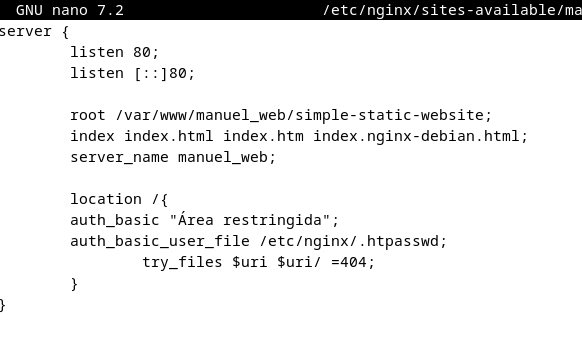 GNU nano 7.2 /etc/nginx/sites-available/ma
server {
listen 80;
listen [::]80;
root /var/www/manuel_web/simple-static-website;
index index.html index.htm index.nginx-debian.html;
server_name manuel_web;
location /{
auth_basic "Área restringida";
auth_basic_user_file /etc/nginx/.htpasswd;
try_files $uri $uri/ =404;
}
}